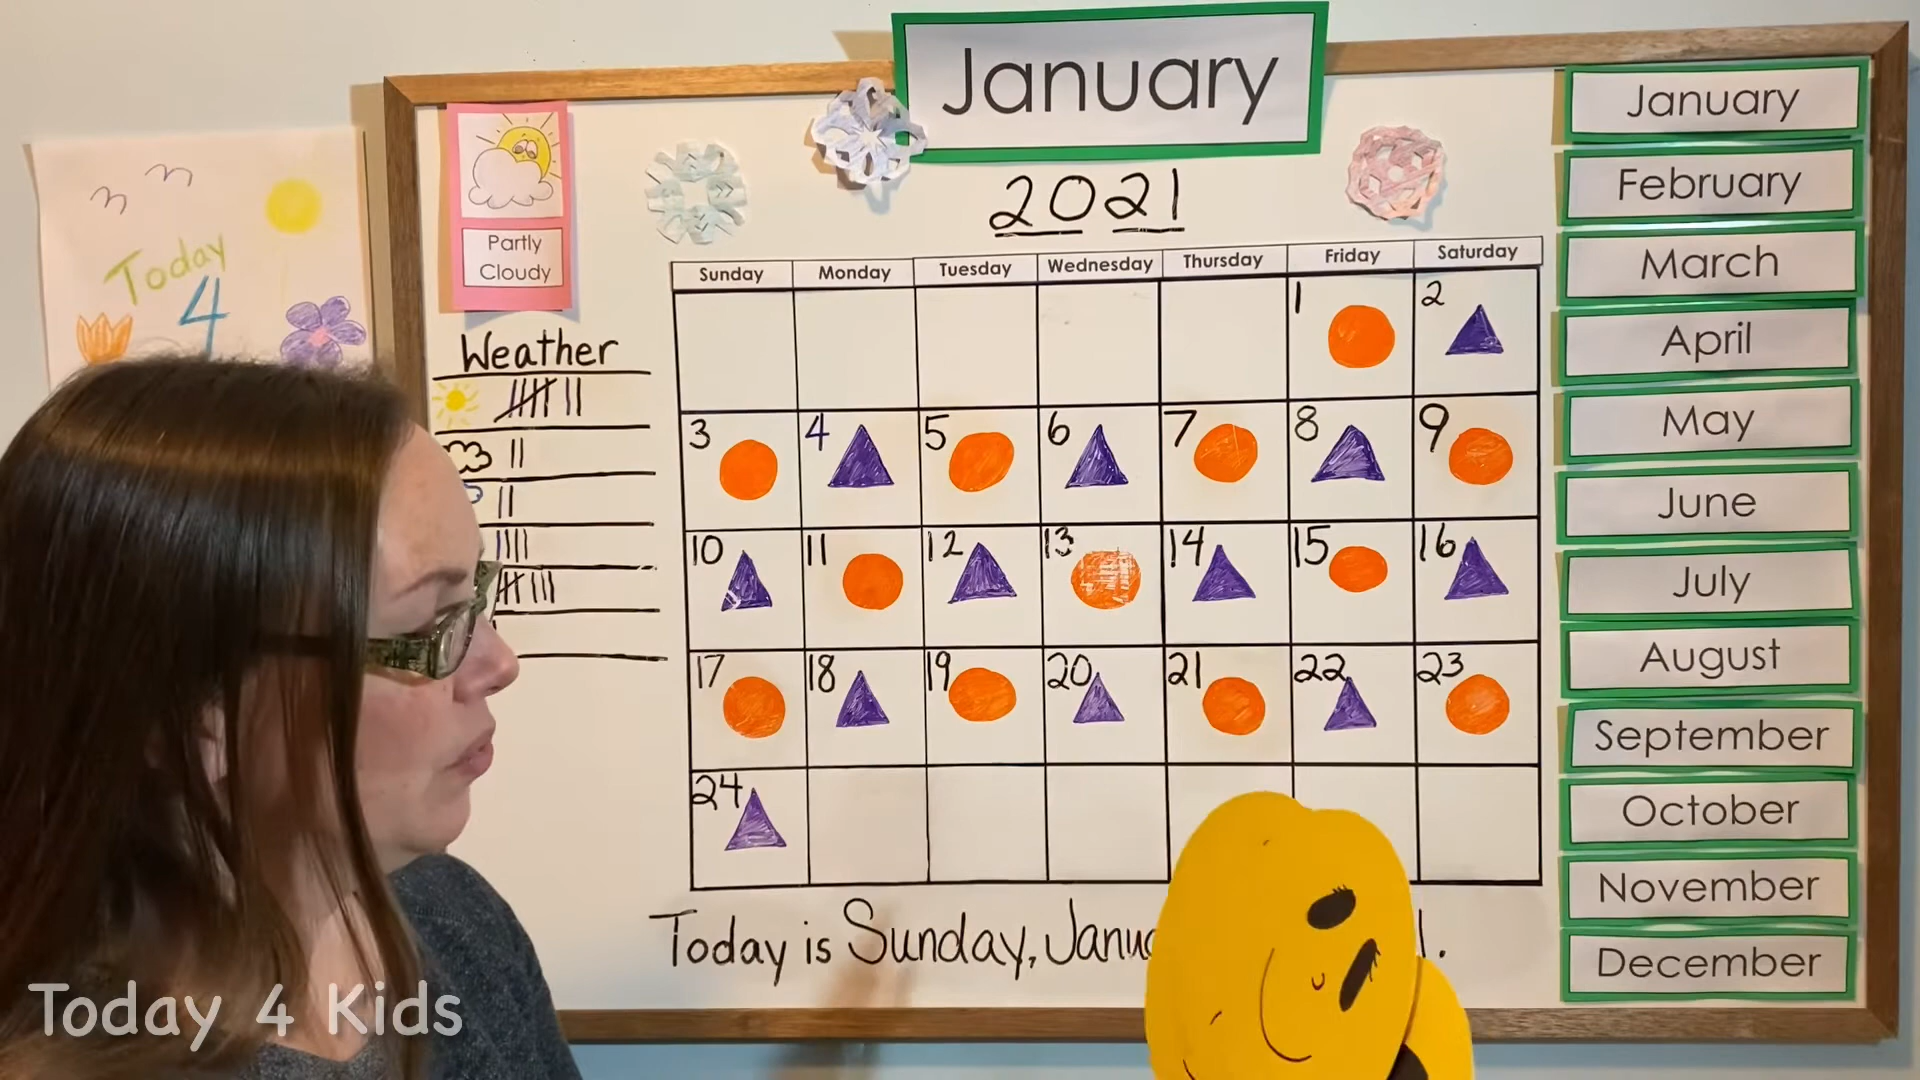 January
2021
Partly
Cloudy
Today
4
Weather
Sunday Monday Tuesday Wednesday Thursday Friday Saturday
1 2
3 4 5 6 7 8 9
10 11 12 13 14 15 16
17 18 19 20 21 22 23
24
Today is Sunday,
January
February
March
April
May
June
July
August
September
October
November
December
Today 4 Kids